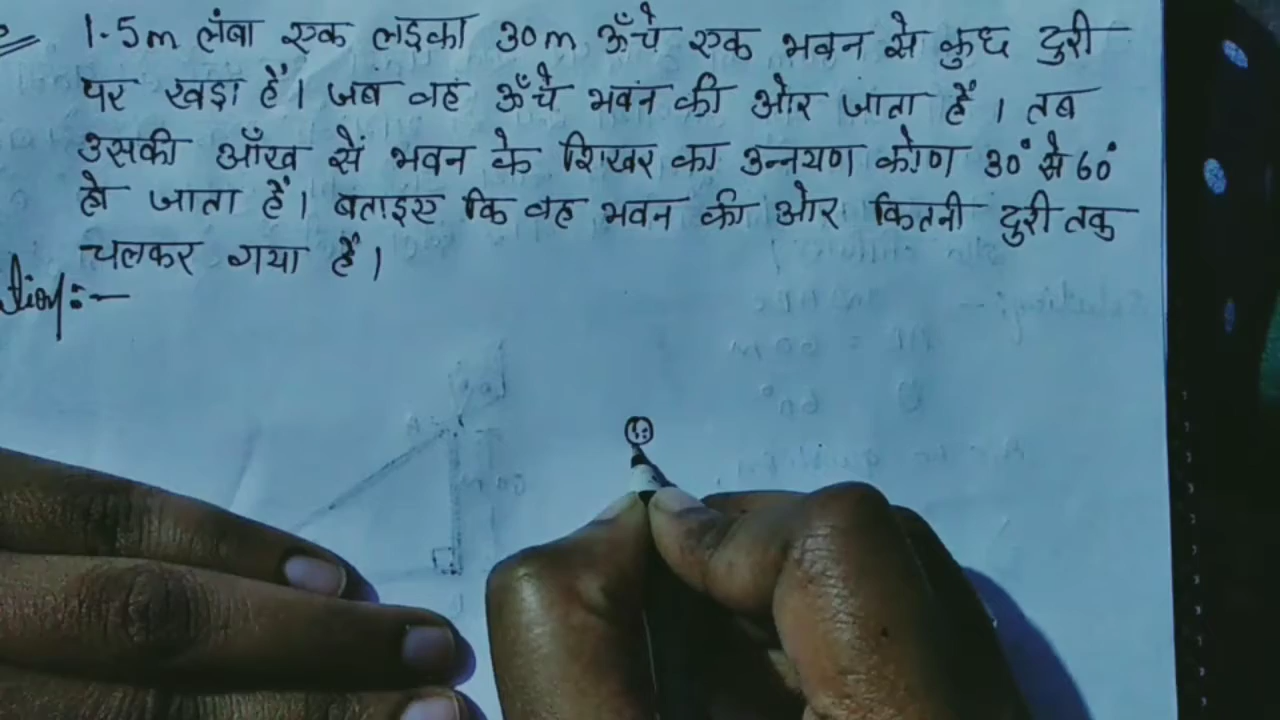 1.5m लंबा एक लड़का 30m ऊँचे एक भवन से कुछ दुरी
पर खड़ा हैं। जब वह ऊँचे भवन की ओर जाता हैं । तब
उसकी आँख सें भवन के शिखर का उन्नयण कोण 30° से 60°
हो जाता हैं। बताइए कि वह भवन की ओर कितनी दुरी तक
चलकर गया हैं।